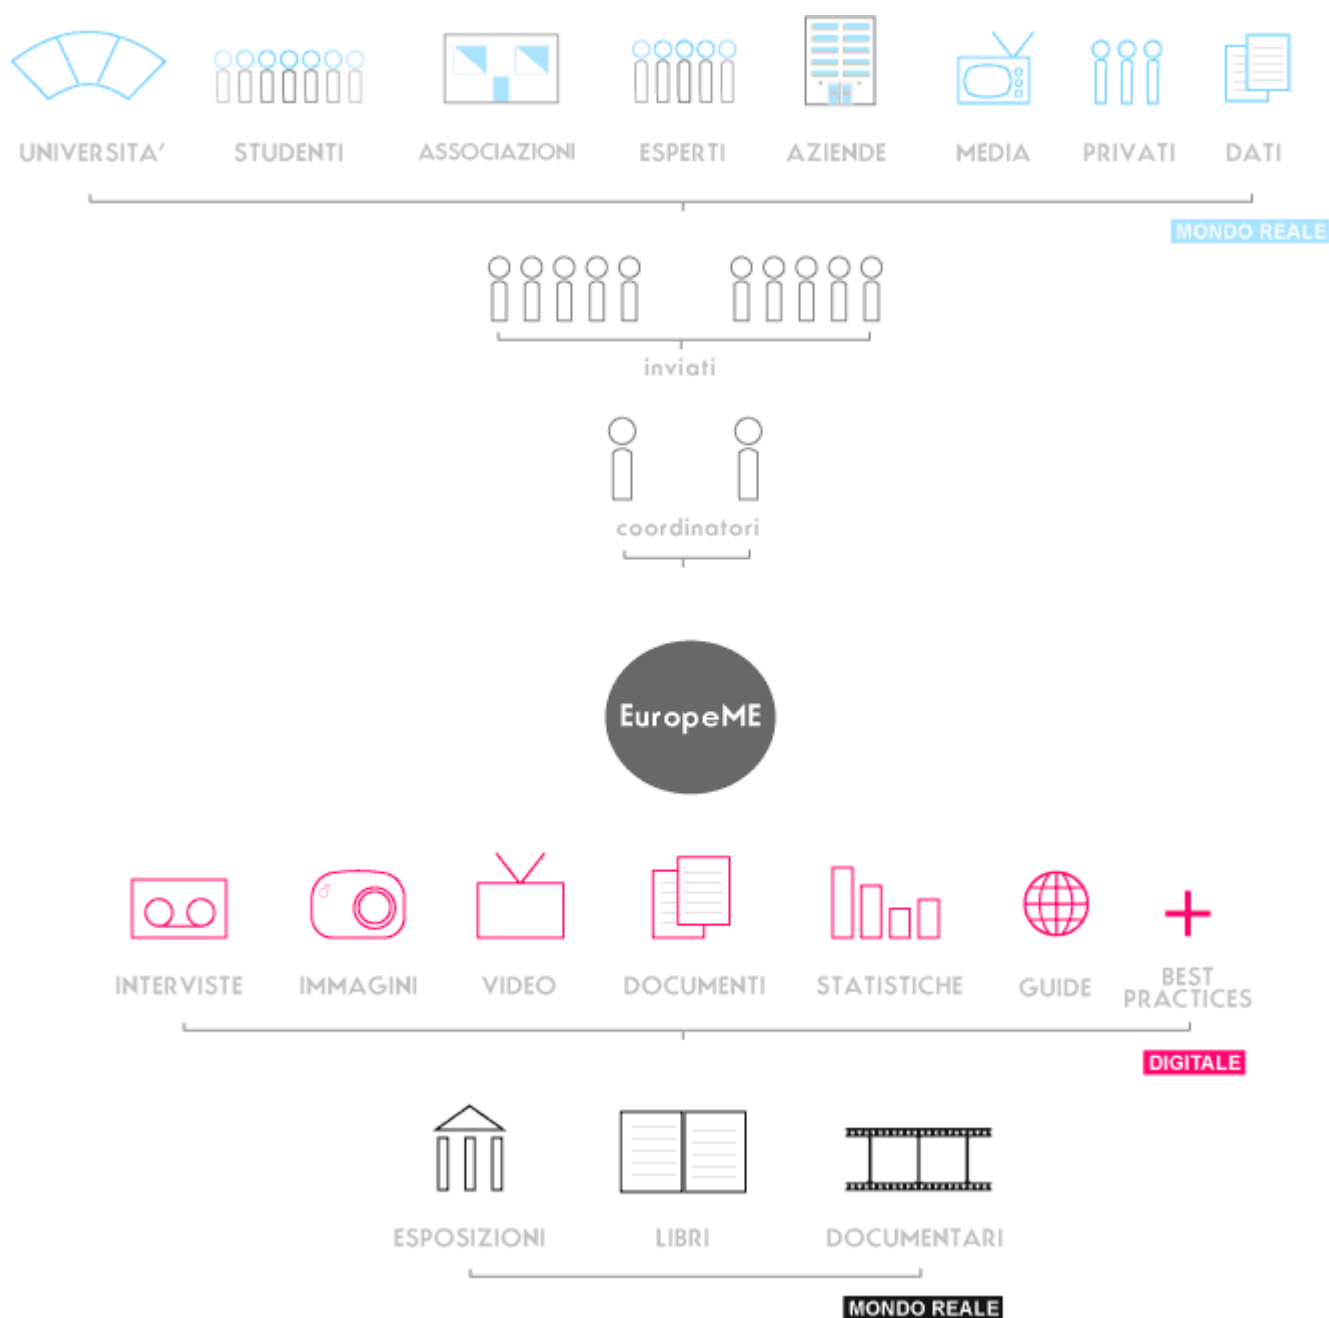 UNIVERSITA'
STUDENTI
ASSOCIAZIONI
ESPERTI
AZIENDE
MEDIA
PRIVATI
DATI
MONDO REALE
inviati
coordinatori
EuropeME
INTERVISTE
IMMAGINI
VIDEO
DOCUMENTI
STATISTICHE
GUIDE
BEST
PRACTICES
DIGITALE
ESPOSIZIONI
LIBRI
DOCUMENTARI
MONDO REALE